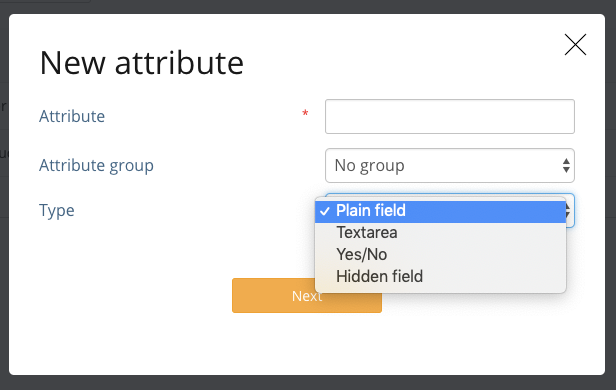 New attribute
Attribute *
Attribute group No group
Type
✓ Plain field
Textarea
Yes/No
Hidden field
Next